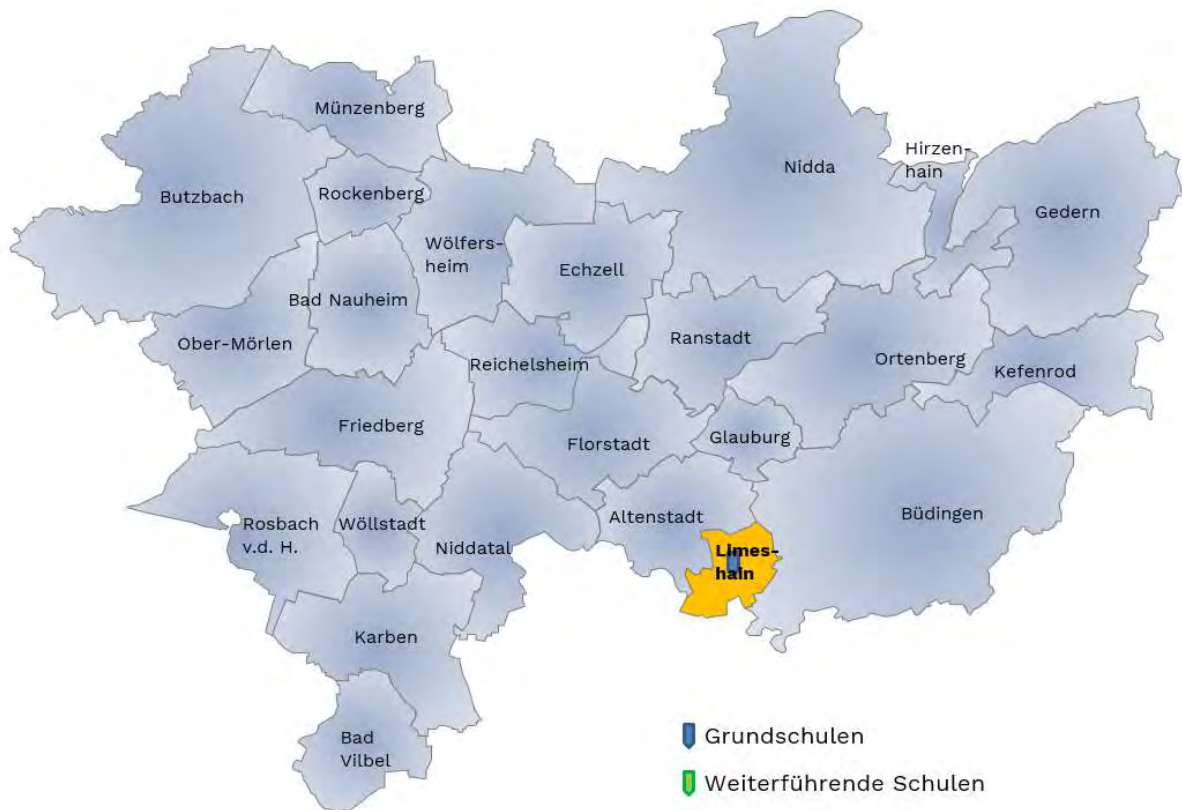 Münzenberg
Hirzen-
hain
Nidda
Rockenberg
Butzbach
Gedern
Wölfers-
heim
Echzell
Bad Nauheim
Ranstadt
Ober-Mörlen
Reichelsheim
Ortenberg
Kefenrod
Friedberg
Florstadt
Glauburg
Büdingen
Altenstadt
Rosbach
v.d. H.
Wöllstadt
Niddatal
Limes-
hain
Karben
Bad
Vilbel
Grundschulen
Weiterführende Schulen